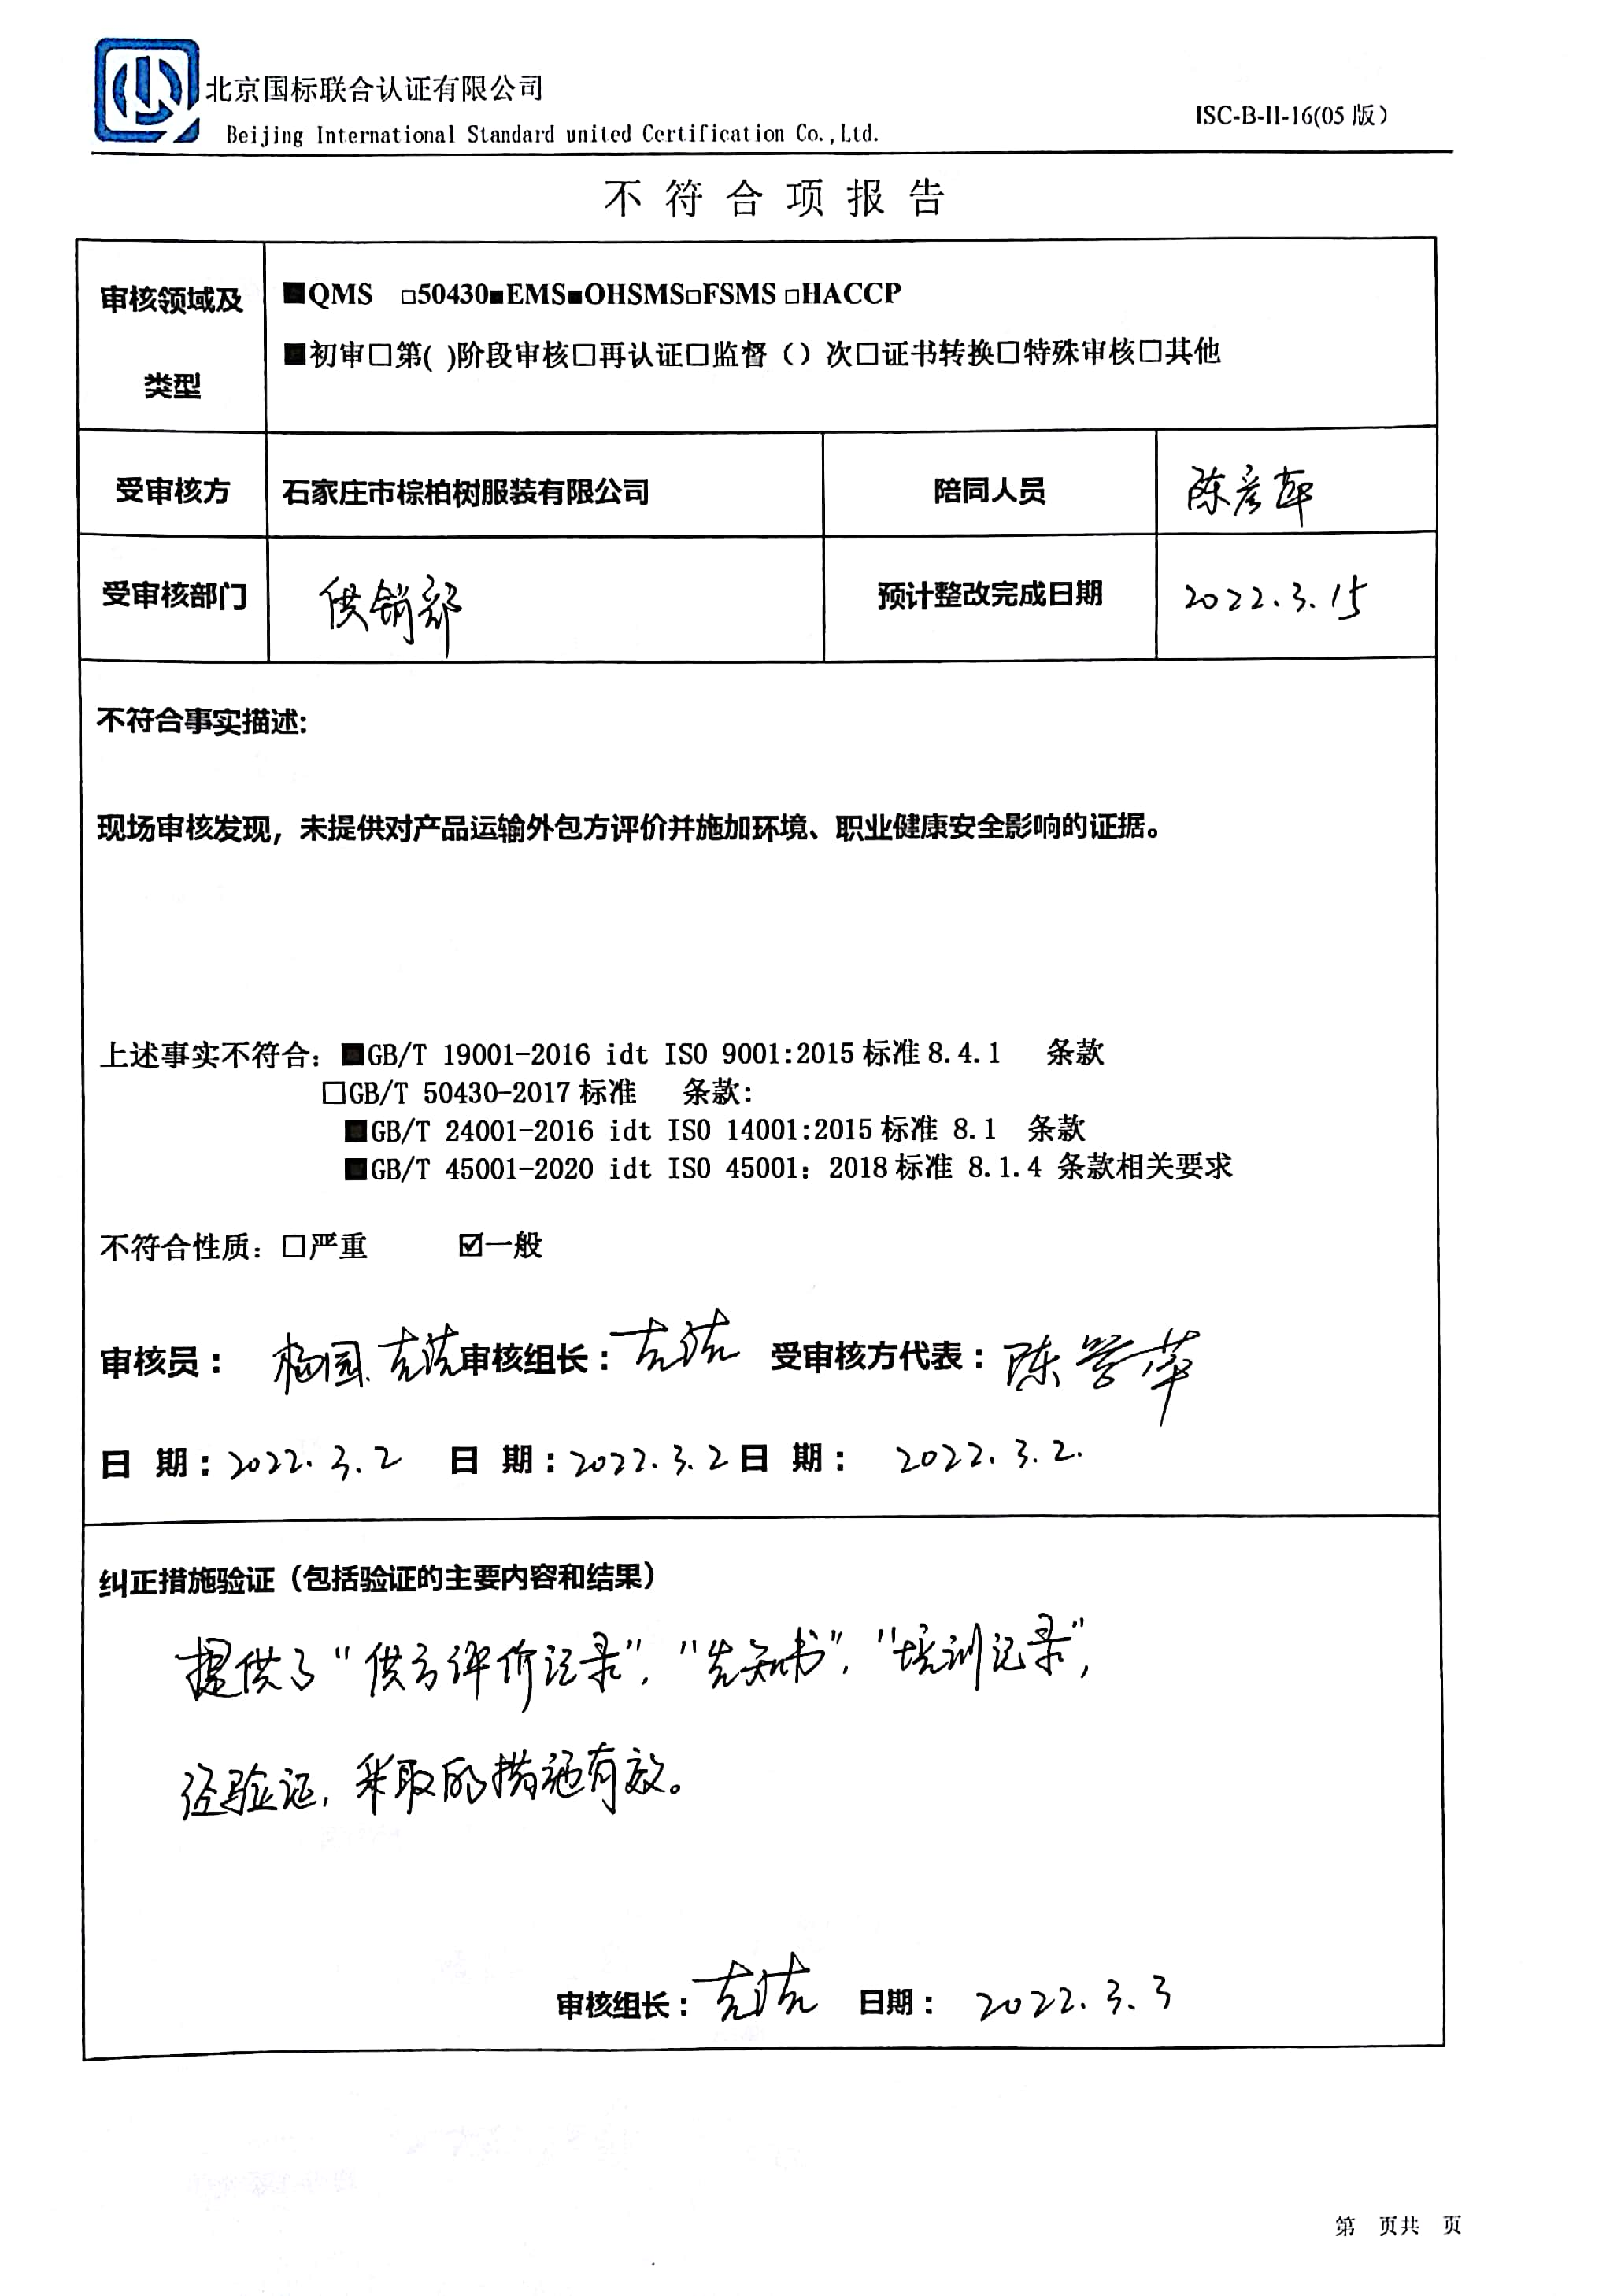 北京国标联合认证有限公司
Beijing International Standard united Certification Co.,Ltd.
ISC-B-II-16(05 版)
不 符 合 项 报 告
审核领域及
类型
■QMS □50430■EMS■OHSMS□FSMS □HACCP
■初审□第( )阶段审核□再认证□监督（）次□证书转换□特殊审核□其他
受审核方
石家庄市棕柏树服装有限公司
陪同人员
陈彦苹
受审核部门
供销部
预计整改完成日期
2022.3.15
不符合事实描述:
现场审核发现，未提供对产品运输外包方评价并施加环境、职业健康安全影响的证据。
上述事实不符合：■GB/T 19001-2016 idt ISO 9001:2015 标准 8.4.1 条款
□GB/T 50430-2017 标准 条款:
■GB/T 24001-2016 idt ISO 14001:2015 标准 8.1 条款
■GB/T 45001-2020 idt ISO 45001：2018 标准 8.1.4 条款相关要求
不符合性质：□严重 ☑一般
审核员： 杨园 审核组长： 受审核方代表： 陈
日 期：2022.3.2 日 期：2022.3.2 日 期： 2022.3.2.
纠正措施验证（包括验证的主要内容和结果）
提供了"供方评价记录"，"告知书"，"培训记录"，
经验证，采取的措施有效。
审核组长： 日期： 2022.3.3
第 页共 页